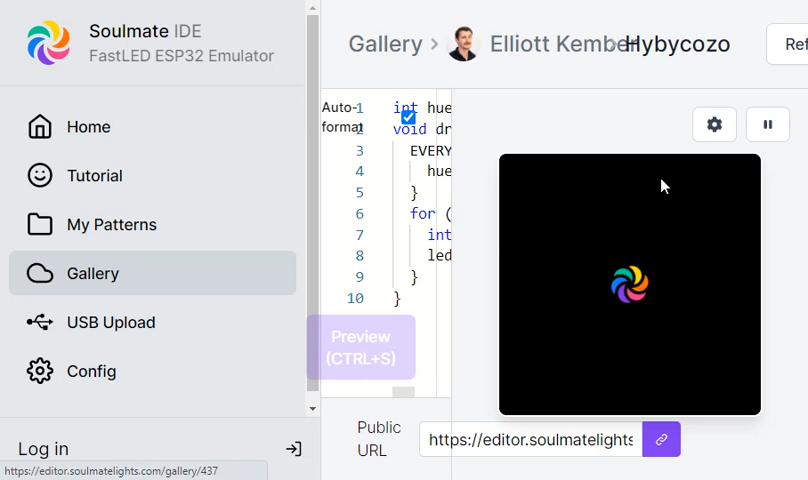 Soulmate IDE
FastLED ESP32 Emulator
Home
Tutorial
My Patterns
Gallery
USB Upload
Config
Log in
https://editor.soulmatelights.com/gallery/437
Gallery > Elliott Kember > Hybycozo
Ref
Auto-format
1 int hue
2 void dr
3 EVERY
4 hue
5 }
6 for (
7 int
8 led
9 }
10 }
Preview
(CTRL+S)
Public
URL
https://editor.soulmatelights